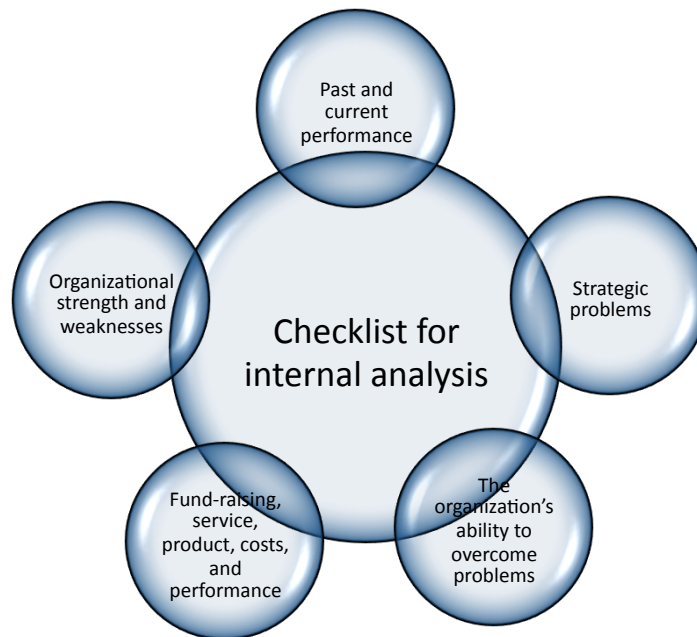 Past and
current
performance
Organizational
strength and
weaknesses
Strategic
problems
Checklist for
internal analysis
Fund-raising,
service,
product, costs,
and
performance
The
organization's
ability to
overcome
problems